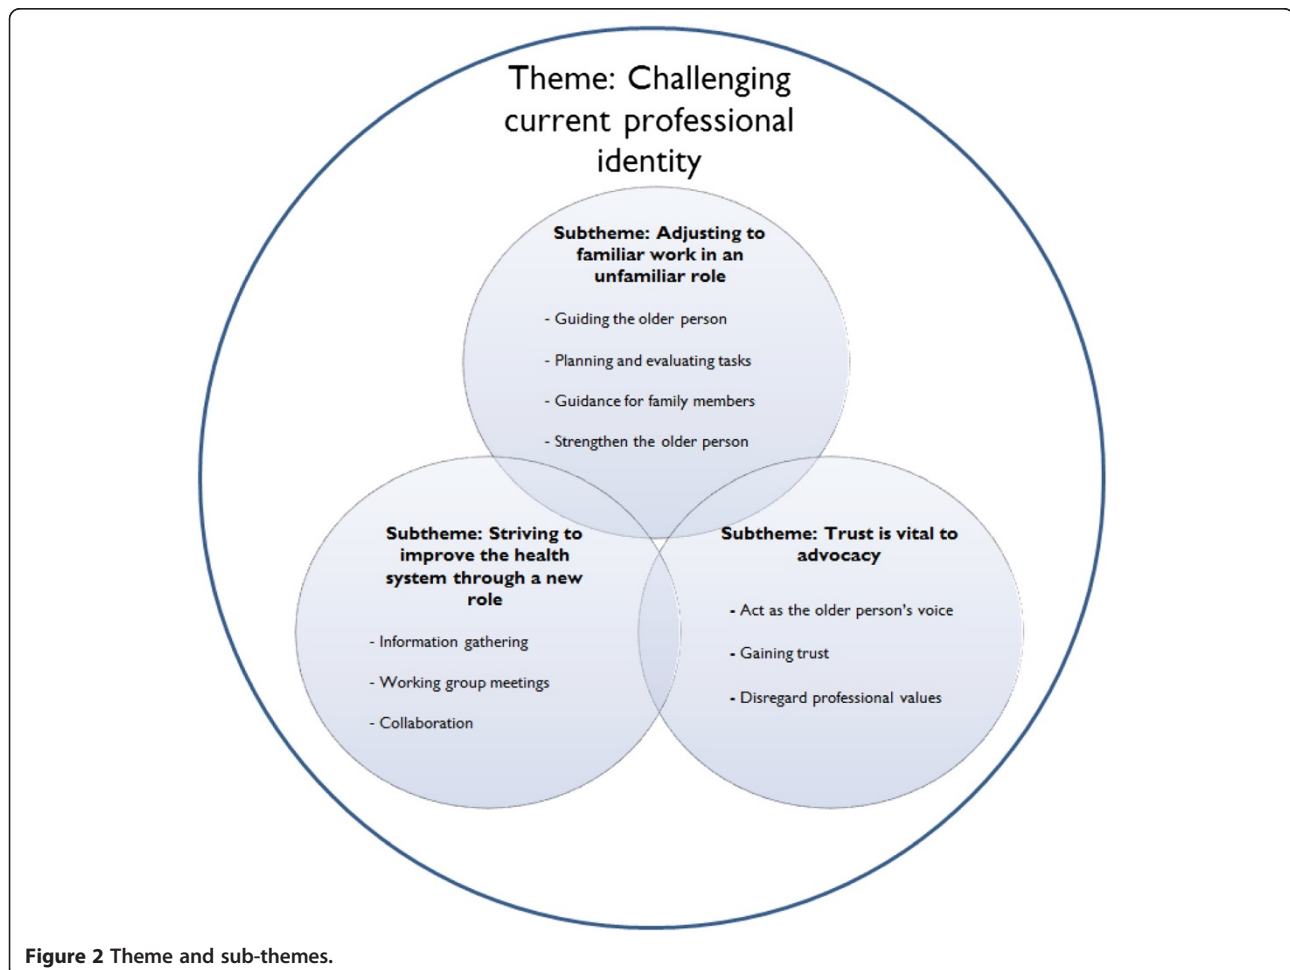 Theme: Challenging
current professional
identity
Subtheme: Adjusting to
familiar work in an
unfamiliar role
- Guiding the older person
- Planning and evaluating tasks
- Guidance for family members
- Strengthen the older person
Subtheme: Striving to
improve the health
system through a new
role
- Information gathering
- Working group meetings
- Collaboration
Subtheme: Trust is vital to
advocacy
- Act as the older person's voice
- Gaining trust
- Disregard professional values
Figure 2 Theme and sub-themes.